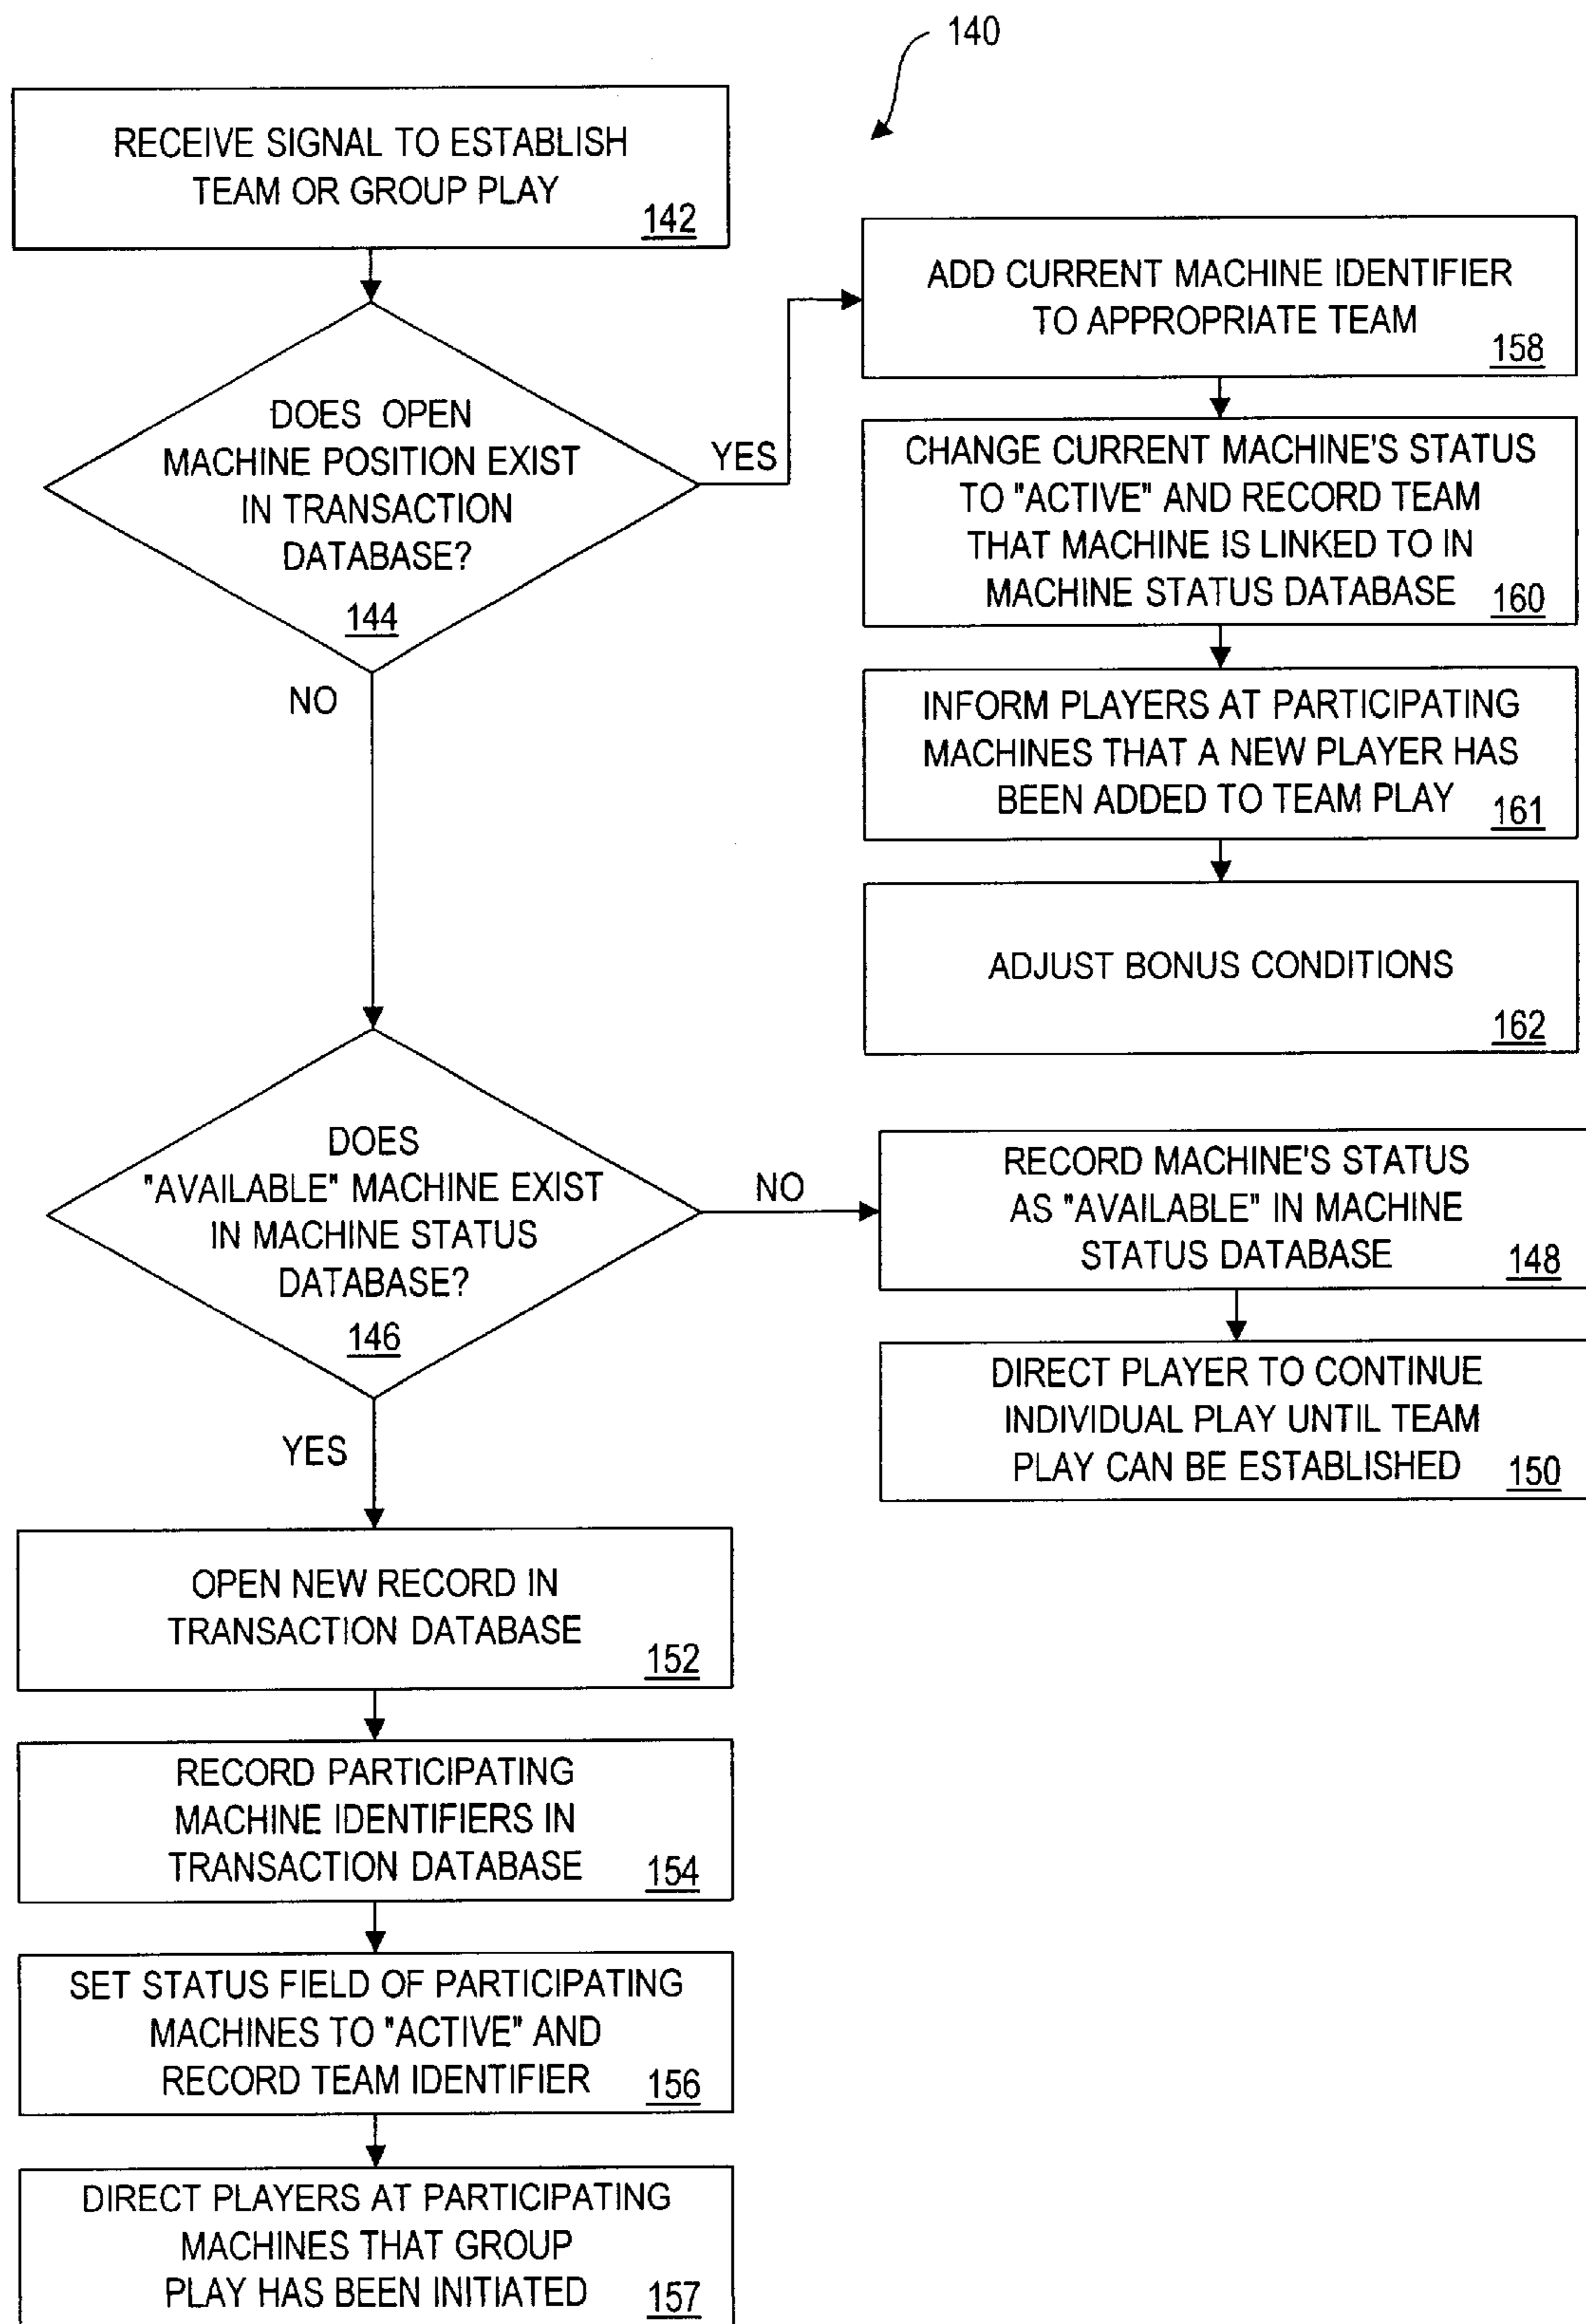 140
RECEIVE SIGNAL TO ESTABLISH
TEAM OR GROUP PLAY
142
DOES OPEN
MACHINE POSITION EXIST
IN TRANSACTION
DATABASE?
144
YES
NO
ADD CURRENT MACHINE IDENTIFIER
TO APPROPRIATE TEAM
158
CHANGE CURRENT MACHINE'S STATUS
TO "ACTIVE" AND RECORD TEAM
THAT MACHINE IS LINKED TO IN
MACHINE STATUS DATABASE
160
INFORM PLAYERS AT PARTICIPATING
MACHINES THAT A NEW PLAYER HAS
BEEN ADDED TO TEAM PLAY
161
ADJUST BONUS CONDITIONS
162
DOES
"AVAILABLE" MACHINE EXIST
IN MACHINE STATUS
DATABASE?
146
NO
YES
RECORD MACHINE'S STATUS
AS "AVAILABLE" IN MACHINE
STATUS DATABASE
148
DIRECT PLAYER TO CONTINUE
INDIVIDUAL PLAY UNTIL TEAM
PLAY CAN BE ESTABLISHED
150
OPEN NEW RECORD IN
TRANSACTION DATABASE
152
RECORD PARTICIPATING
MACHINE IDENTIFIERS IN
TRANSACTION DATABASE
154
SET STATUS FIELD OF PARTICIPATING
MACHINES TO "ACTIVE" AND
RECORD TEAM IDENTIFIER
156
DIRECT PLAYERS AT PARTICIPATING
MACHINES THAT GROUP
PLAY HAS BEEN INITIATED
157